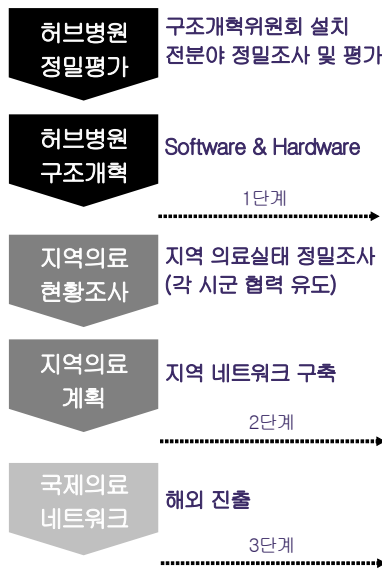 허브병원
정밀평가
구조개혁위원회 설치
전분야 정밀조사 및 평가
허브병원
구조개혁
Software & Hardware
1단계
지역의료
현황조사
지역 의료실태 정밀조사
(각 시군 협력 유도)
지역의료
계획
지역 네트워크 구축
2단계
국제의료
네트워크
해외 진출
3단계